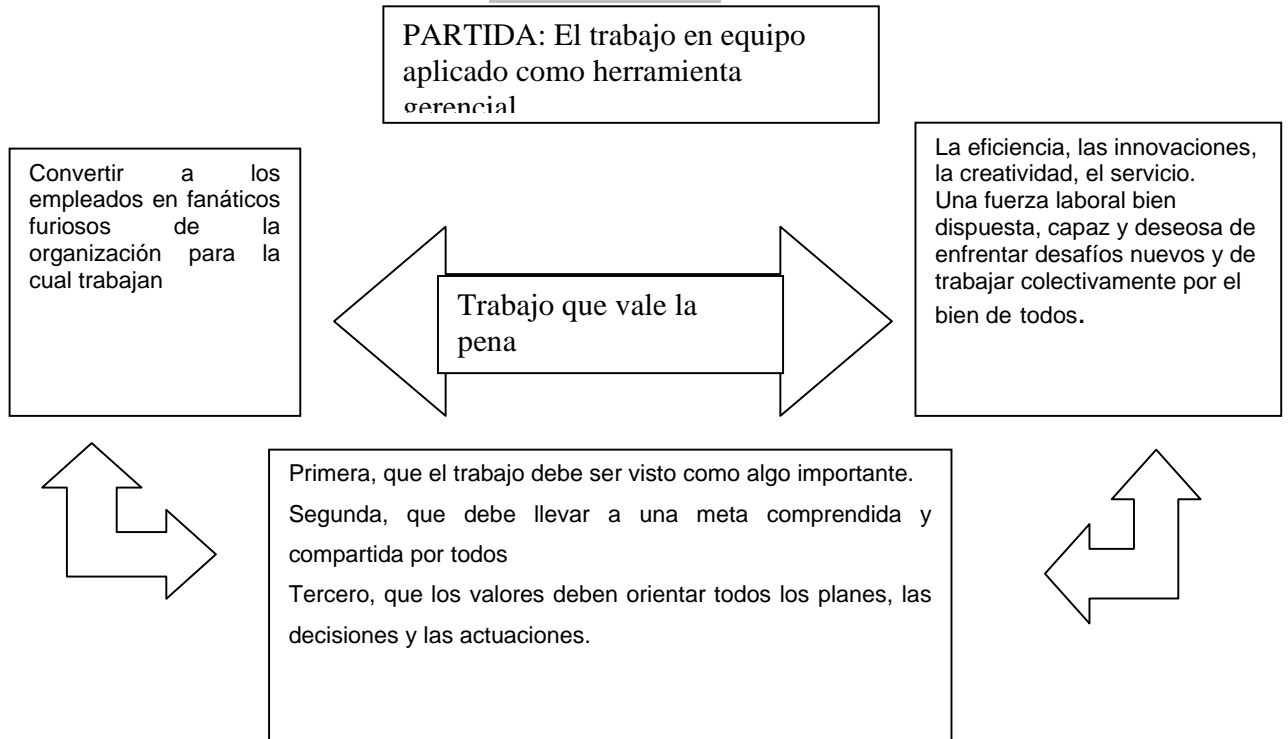 PARTIDA: El trabajo en equipo
aplicado como herramienta
gerencial
Convertir a los
empleados en fanáticos
furiosos de la
organización para la
cual trabajan
La eficiencia, las innovaciones,
la creatividad, el servicio.
Una fuerza laboral bien
dispuesta, capaz y deseosa de
enfrentar desafíos nuevos y de
trabajar colectivamente por el
bien de todos.
Trabajo que vale la
pena
Primera, que el trabajo debe ser visto como algo importante.
Segunda, que debe llevar a una meta comprendida y
compartida por todos
Tercero, que los valores deben orientar todos los planes, las
decisiones y las actuaciones.